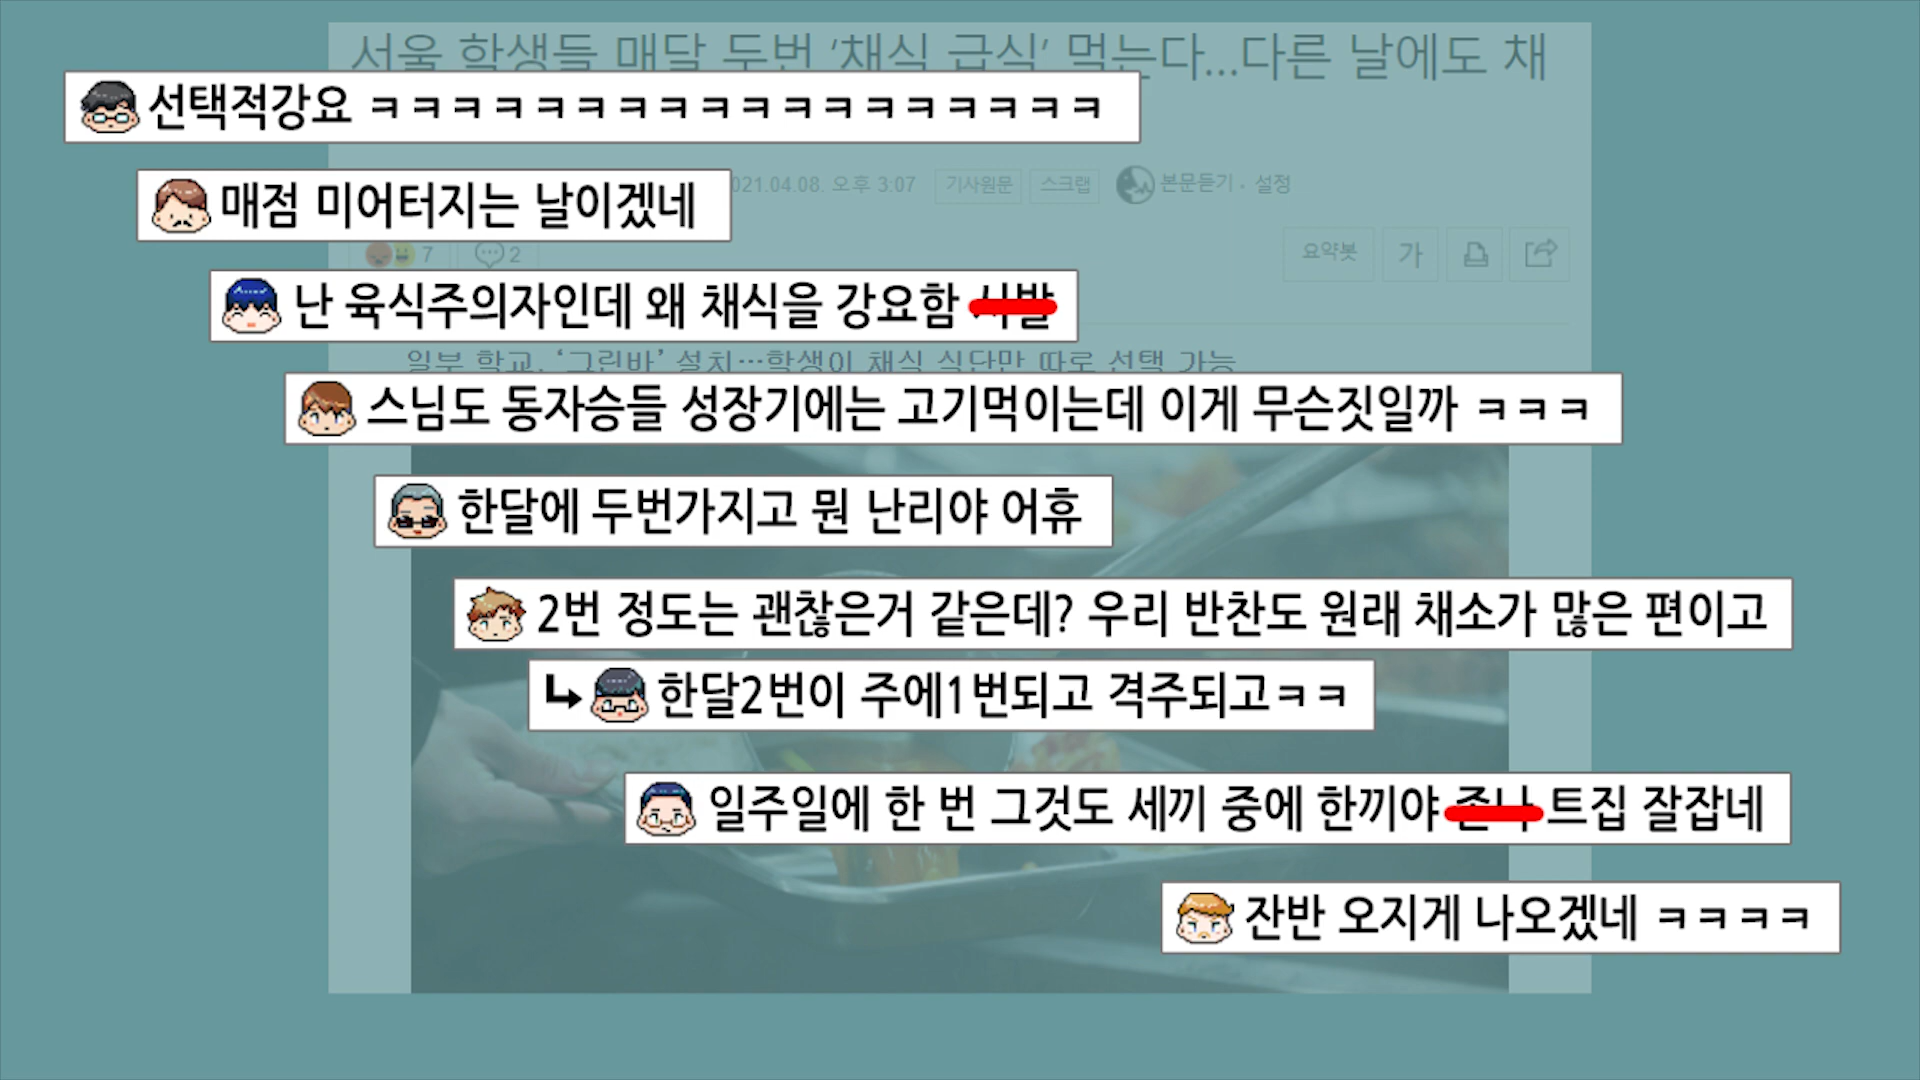 서울 학생들 매달 두번 '채식 급식' 먹는다...다른 날에도 채
선택적강요 ㅋㅋㅋㅋㅋㅋㅋㅋㅋㅋㅋㅋㅋㅋㅋㅋㅋㅋ
021.04.08. 오후 3:07 기사원문 스크랩 본문듣기 · 설정
매점 미어터지는 날이겠네
7 2 요약봇 가
난 육식주의자인데 왜 채식을 강요함
일부 학교, '그린바' 설치…학생이 채식 식단만 따로 선택 가능
스님도 동자승들 성장기에는 고기먹이는데 이게 무슨짓일까 ㅋㅋㅋ
한달에 두번가지고 뭔 난리야 어휴
2번 정도는 괜찮은거 같은데? 우리 반찬도 원래 채소가 많은 편이고
한달2번이 주에1번되고 격주되고ㅋㅋ
일주일에 한 번 그것도 세끼 중에 한끼야 트집 잘잡네
잔반 오지게 나오겠네 ㅋㅋㅋㅋ